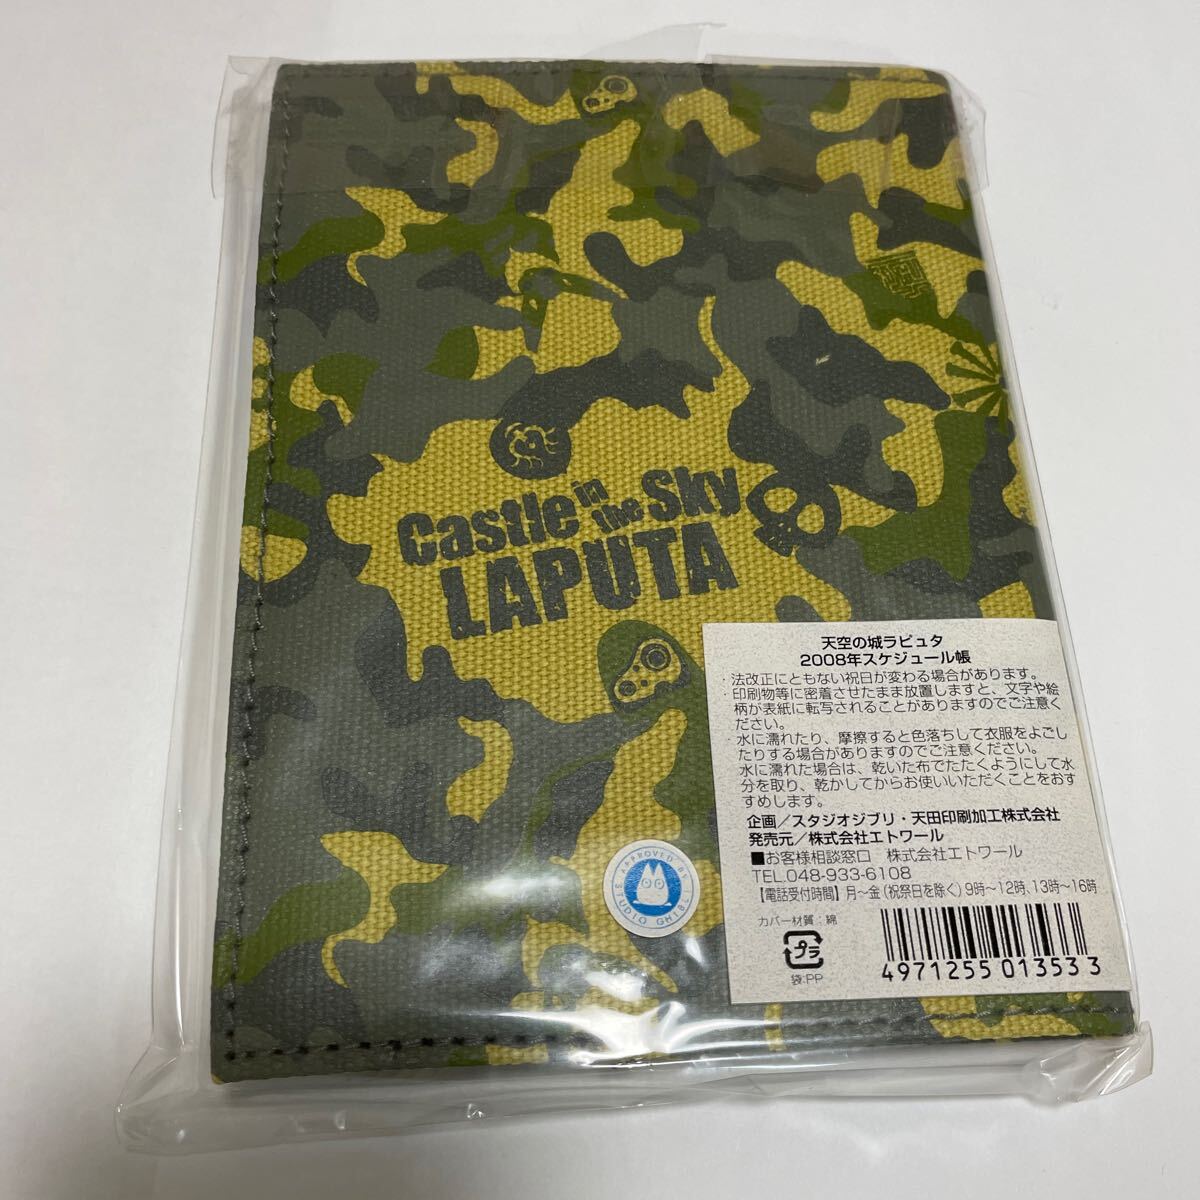 Castle in the Sky
LAPUTA
天空の城ラピュタ
2008年スケジュール帳
・法改正にともない祝日が変わる場合があります。
・印刷物等に密着させたまま放置しますと、文字や絵
柄が表紙に転写されることがありますのでご注意く
ださい。
・水に濡れたり、摩擦すると色落ちして衣服をよごし
たりする場合がありますのでご注意ください。
水に濡れた場合は、乾いた布でたたくようにして水
分を取り、乾かしてからお使いいただくことをおす
すめします。
企画／スタジオジブリ・天田印刷加工株式会社
発売元／株式会社エトワール
■お客様相談窓口　株式会社エトワール
TEL.048-933-6108
【電話受付時間】月～金(祝祭日を除く)9時～12時、13時～16時
カバー材質：綿
プラ
袋:PP
4971255 013533
APPROVED BY STUDIO GHIBLI